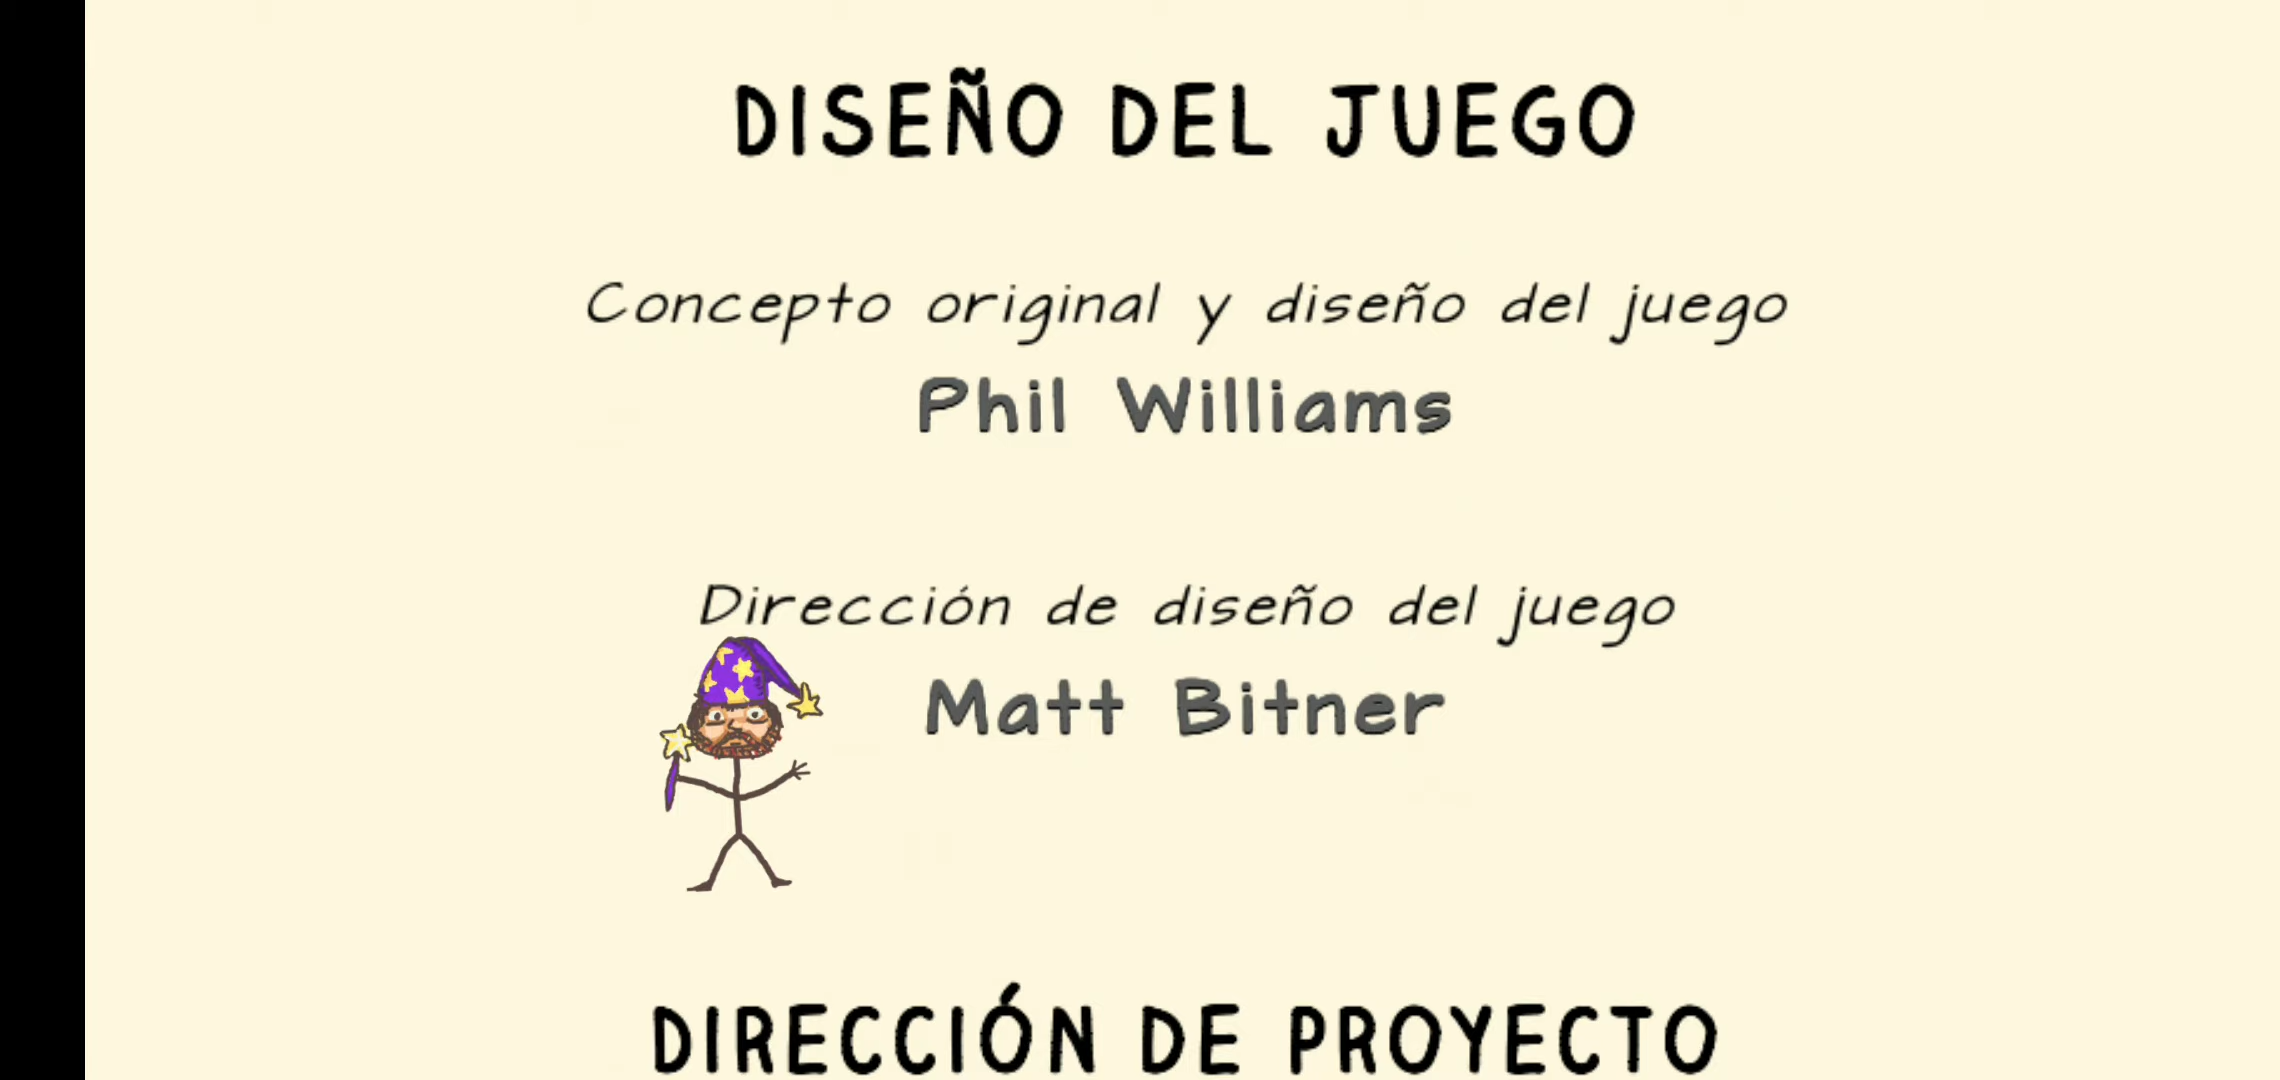 DISEÑO DEL JUEGO
Concepto original y diseño del juego
Phil Williams
Dirección de diseño del juego
Matt Bitner
DIRECCIÓN DE PROYECTO